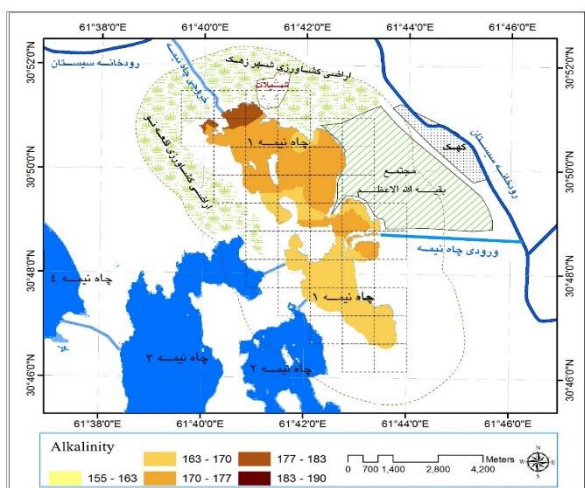 61°38'0"E 61°40'0"E 61°42'0"E 61°44'0"E 61°46'0"E
30°52'0"N
30°50'0"N
30°48'0"N
30°46'0"N
30°52'0"N
30°50'0"N
30°48'0"N
30°46'0"N
رودخانه سیستان
خروجی چاه نیمه
اراضی کشاورزی شهر زهک
تصفیلات
اراضی کشاورزی قلعه نو
چاه نیمه ۱
کهک
رودخانه سیستان
مجتمع
بقیه الله الاعظم
ورودی چاه نیمه
چاه نیمه ۴
چاه نیمه ۱
چاه نیمه ۳
چاه نیمه ۲
61°38'0"E 61°40'0"E 61°42'0"E 61°44'0"E 61°46'0"E
Alkalinity
155 - 163
163 - 170
170 - 177
177 - 183
183 - 190
Meters
0 700 1,400 2,800 4,200
N
W E
S